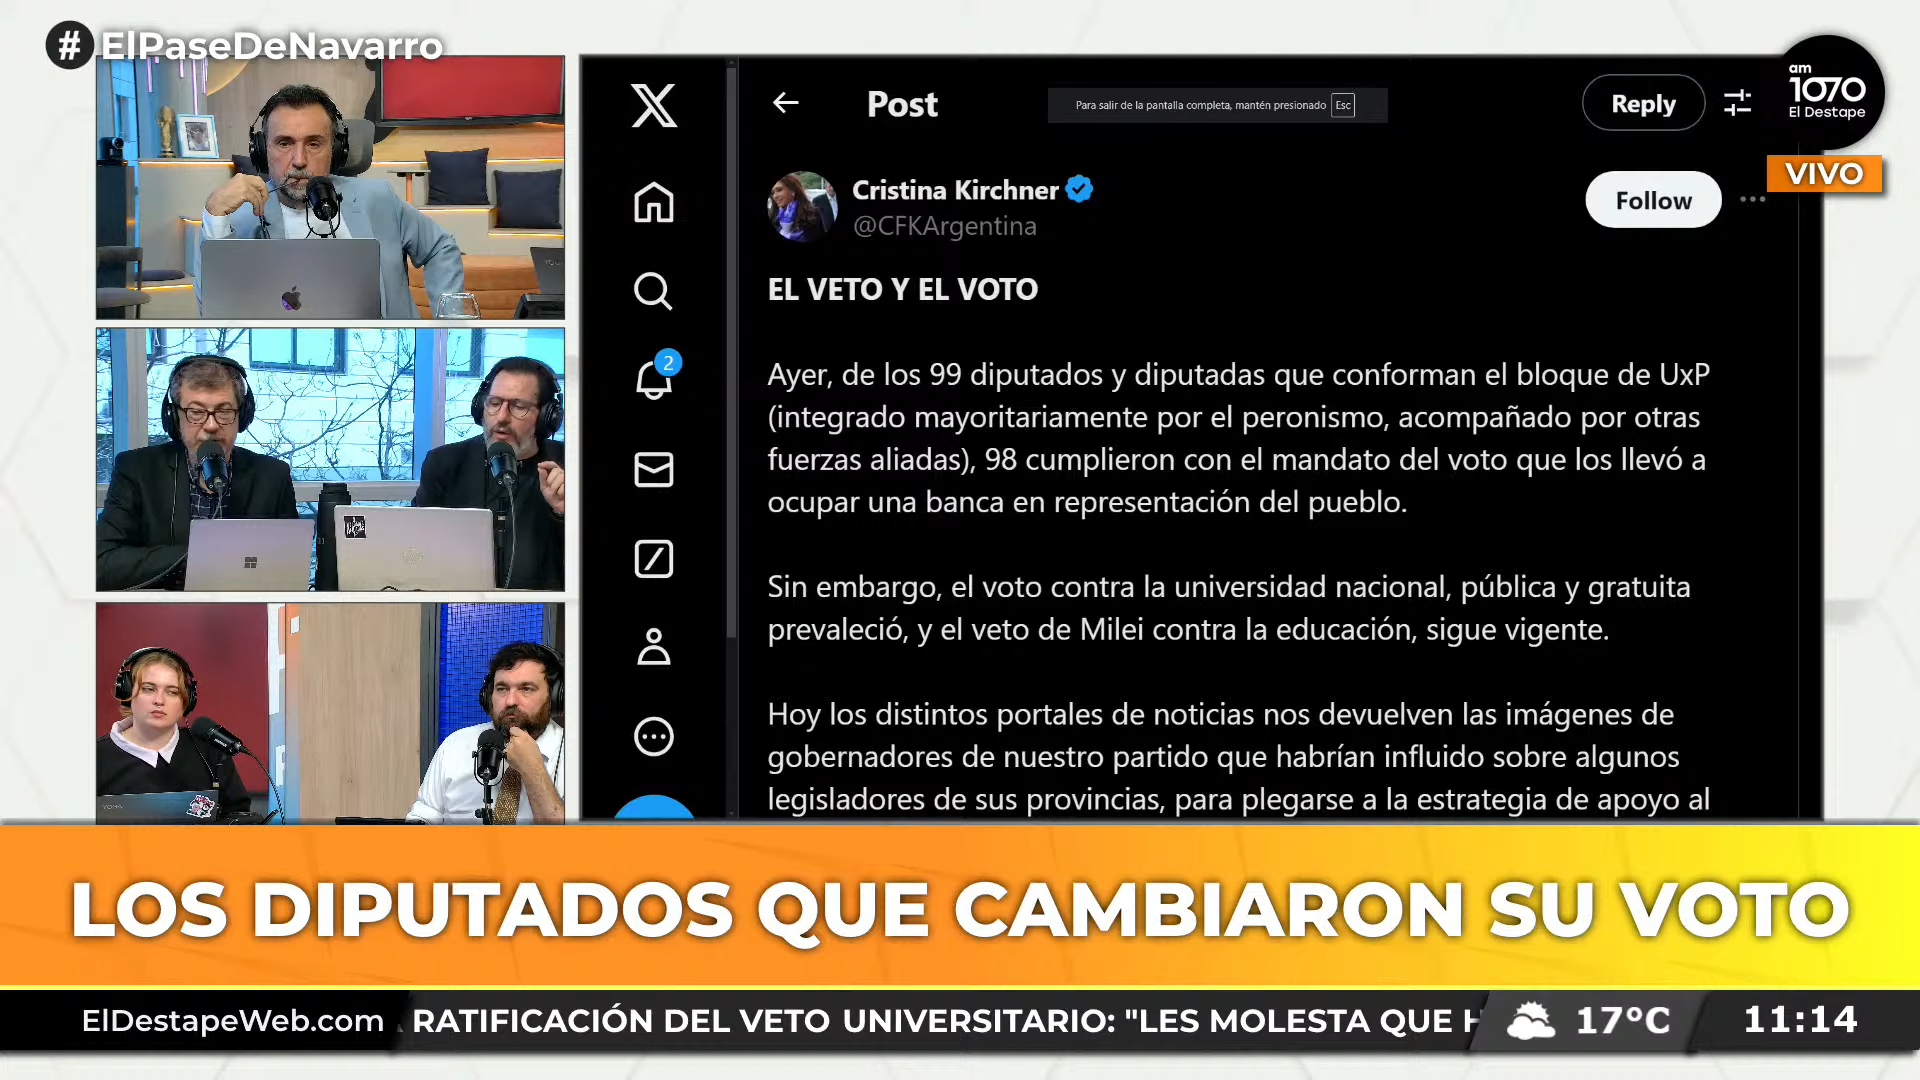 # ElPaseDeNavarro
Post
Para salir de la pantalla completa, mantén presionado Esc
Reply
am
1070
El Destape
VIVO
Cristina Kirchner
@CFKArgentina
Follow
2
EL VETO Y EL VOTO
Ayer, de los 99 diputados y diputadas que conforman el bloque de UxP
(integrado mayoritariamente por el peronismo, acompañado por otras
fuerzas aliadas), 98 cumplieron con el mandato del voto que los llevó a
ocupar una banca en representación del pueblo.
Sin embargo, el voto contra la universidad nacional, pública y gratuita
prevaleció, y el veto de Milei contra la educación, sigue vigente.
Hoy los distintos portales de noticias nos devuelven las imágenes de
gobernadores de nuestro partido que habrían influido sobre algunos
legisladores de sus provincias, para plegarse a la estrategia de apoyo al
LOS DIPUTADOS QUE CAMBIARON SU VOTO
ElDestapeWeb.com
RATIFICACIÓN DEL VETO UNIVERSITARIO: "LES MOLESTA QUE
17°C
11:14